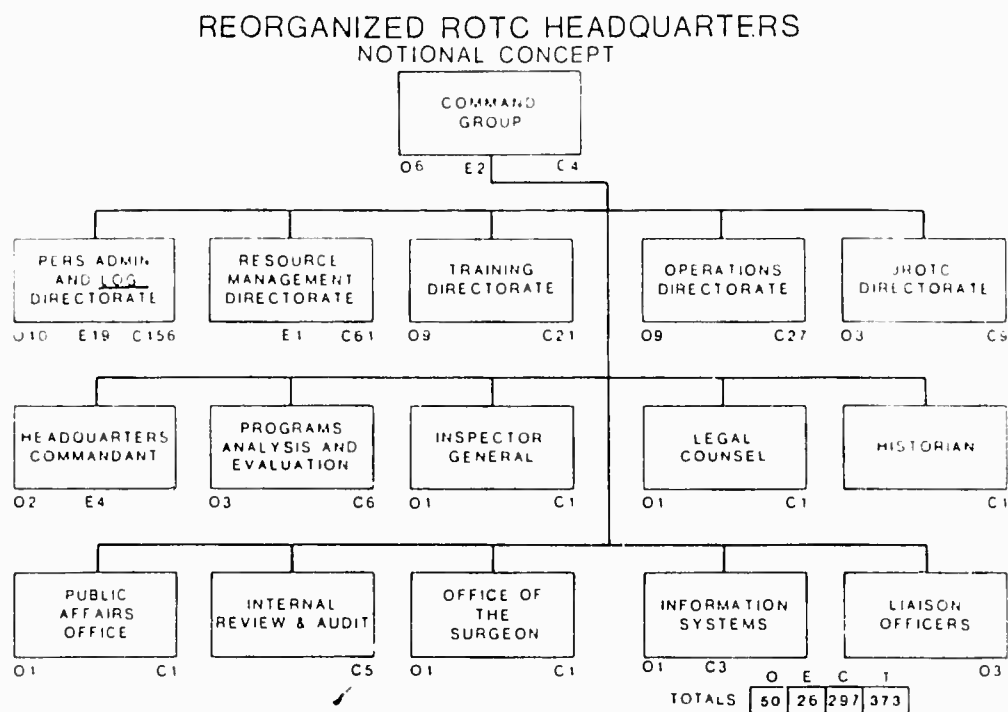 REORGANIZED ROTC HEADQUARTERS
NOTIONAL CONCEPT
COMMAND
GROUP
O6 E2 C4
PERS ADMIN
AND LOG
DIRECTORATE
O10 E19 C156
RESOURCE
MANAGEMENT
DIRECTORATE
E1 C61
TRAINING
DIRECTORATE
O9 C21
OPERATIONS
DIRECTORATE
O9 C27
JROTC
DIRECTORATE
O3 C9
HEADQUARTERS
COMMANDANT
O2 E4
PROGRAMS
ANALYSIS AND
EVALUATION
O3 C6
INSPECTOR
GENERAL
O1 C1
LEGAL
COUNSEL
O1 C1
HISTORIAN
C1
PUBLIC
AFFAIRS
OFFICE
O1 C1
INTERNAL
REVIEW & AUDIT
C5
OFFICE OF
THE
SURGEON
O1 C1
INFORMATION
SYSTEMS
O1 C3
LIAISON
OFFICERS
O3
O E C T
TOTALS 50 26 297 373